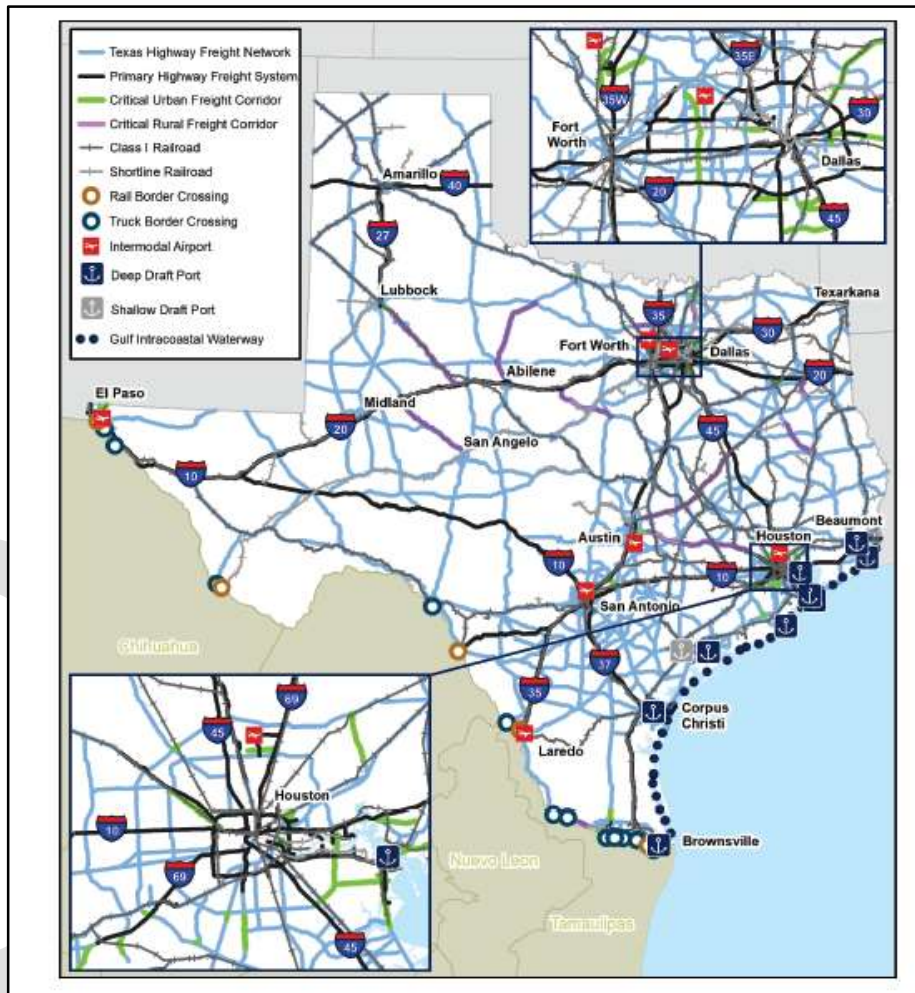 Texas Highway Freight Network
Primary Highway Freight System
Critical Urban Freight Corridor
Critical Rural Freight Corridor
Class I Railroad
Shortline Railroad
Rail Border Crossing
Truck Border Crossing
Intermodal Airport
Deep Draft Port
Shallow Draft Port
Gulf Intracoastal Waterway
35E
35W
30
Fort
Worth
Dallas
20
45
Amarillo
40
27
Lubbock
Texarkana
35
30
Fort Worth
Dallas
Abilene
20
El Paso
Midland
20
45
San Angelo
10
Beaumont
Austin
Houston
10
10
San Antonio
Chihuahua
37
35
Corpus
Christi
Laredo
Brownsville
Nuevo Leon
Tamaulipas
69
45
Houston
10
69
45